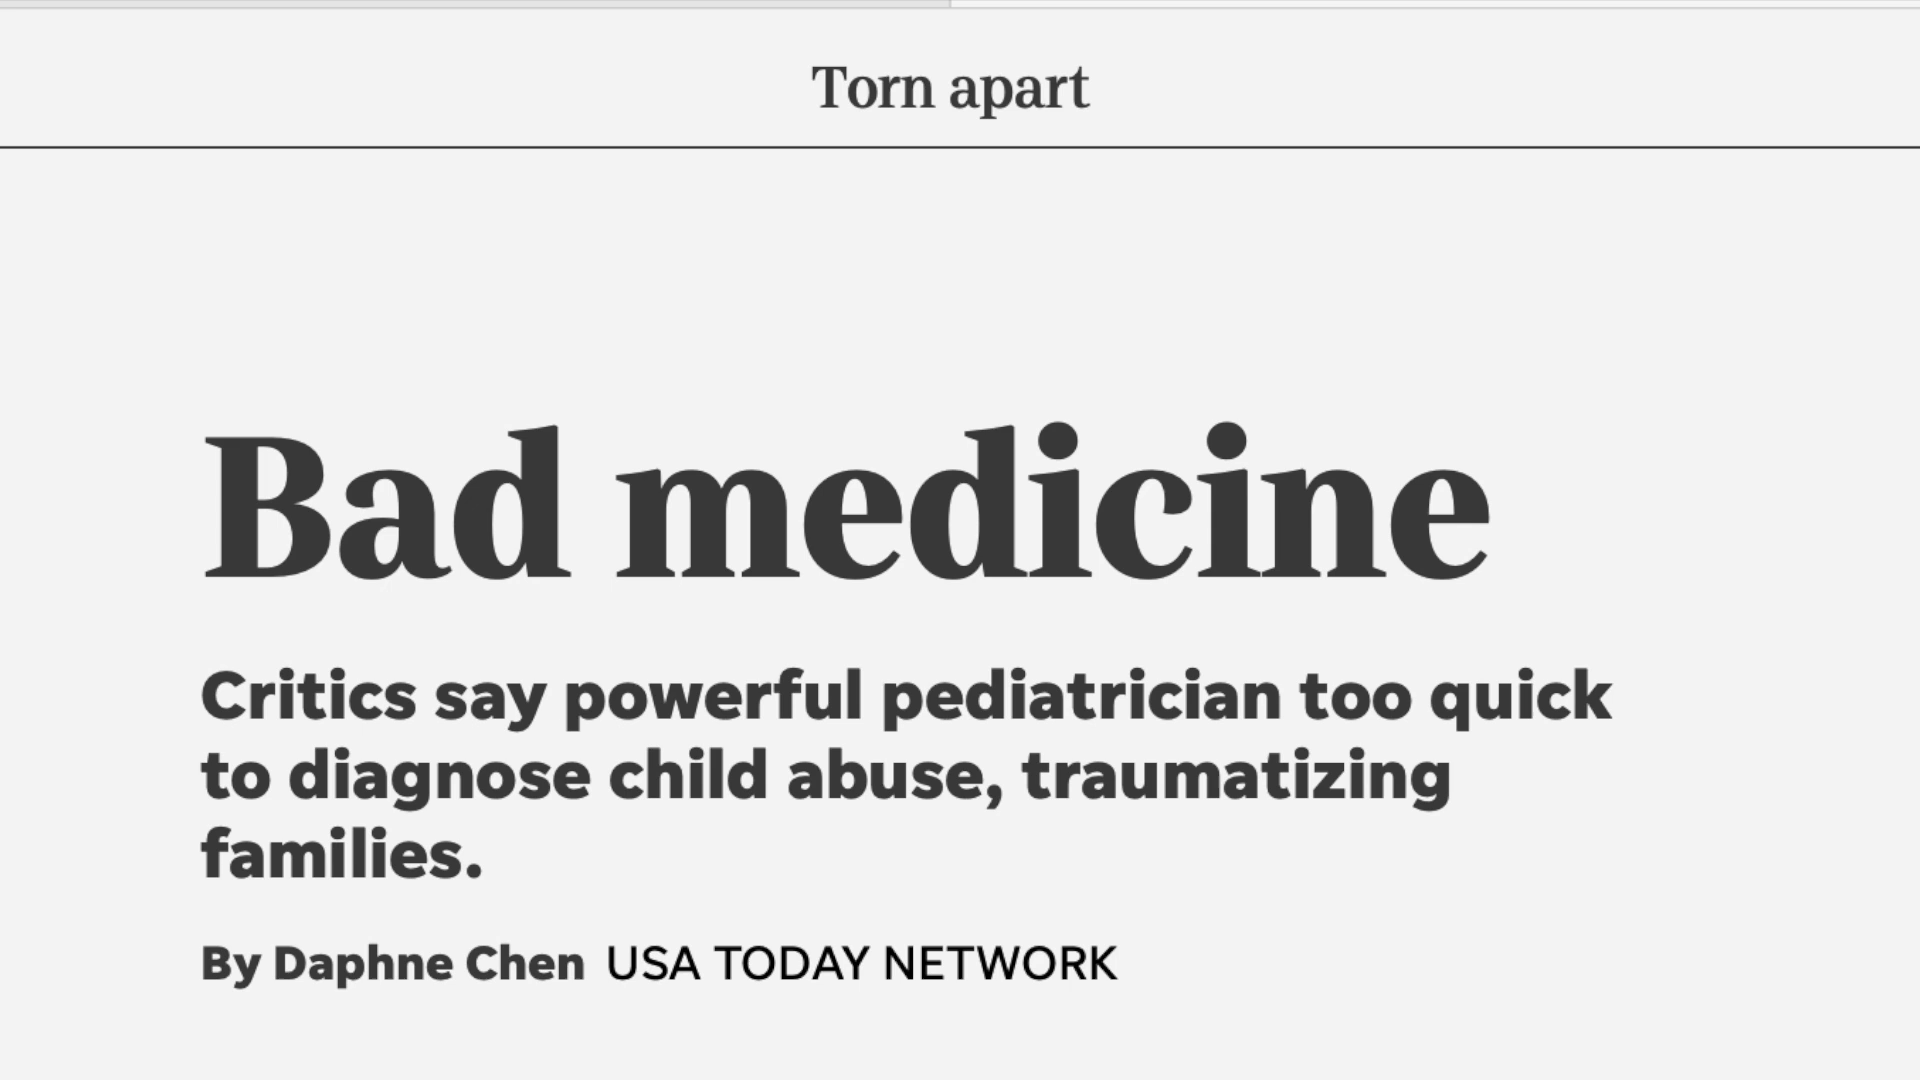 Torn apart
Bad medicine
Critics say powerful pediatrician too quick
to diagnose child abuse, traumatizing
families.
By Daphne Chen USA TODAY NETWORK